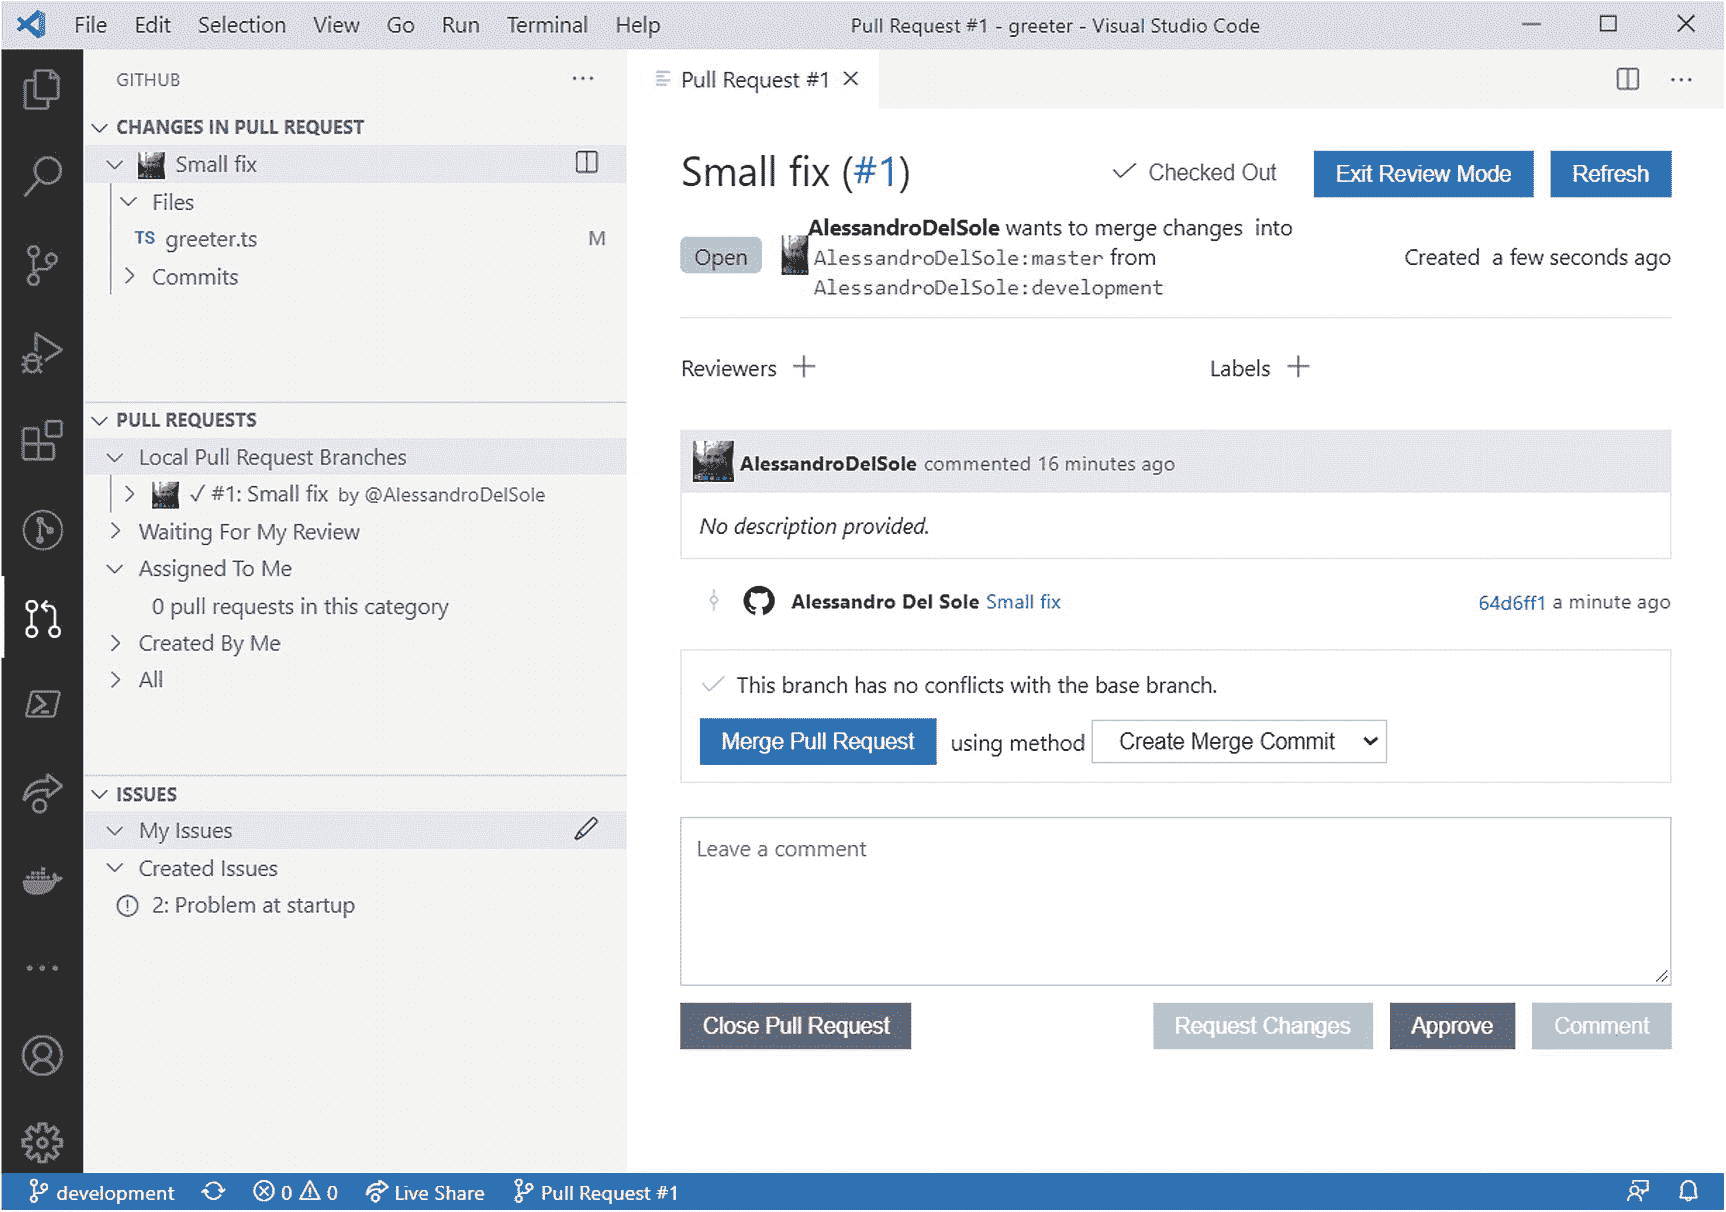 File Edit Selection View Go Run Terminal Help Pull Request #1 - greeter - Visual Studio Code
GITHUB
CHANGES IN PULL REQUEST
Small fix
Files
TS greeter.ts M
Commits
PULL REQUESTS
Local Pull Request Branches
#1: Small fix by @AlessandroDelSole
Waiting For My Review
Assigned To Me
0 pull requests in this category
Created By Me
All
ISSUES
My Issues
Created Issues
2: Problem at startup
Pull Request #1
Small fix (#1) Checked Out Exit Review Mode Refresh
Open
AlessandroDelSole wants to merge changes into
AlessandroDelSole:master from
AlessandroDelSole:development
Created a few seconds ago
Reviewers Labels
AlessandroDelSole commented 16 minutes ago
No description provided.
Alessandro Del Sole Small fix 64d6ff1 a minute ago
This branch has no conflicts with the base branch.
Merge Pull Request using method Create Merge Commit
Leave a comment
Close Pull Request Request Changes Approve Comment
development 0 0 Live Share Pull Request #1